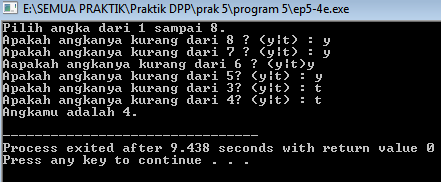 E:\SEMUA PRAKTIK\Praktik DPP\prak 5\program 5\ep5-4e.exe
Pilih angka dari 1 sampai 8.
Apakah angkanya kurang dari 8 ? (y¦t) : y
Apakah angkanya kurang dari 7 ? (y¦t) : y
Aapakah angkanya kurang dari 6 ? (y¦t)y
Apakah angkanya kurang dari 5? (y¦t) : y
Apakah angkanya kurang dari 3? (y¦t) : t
Apakah angkanya kurang dari 4? (y¦t) : t
Angkamu adalah 4.
--------------------------------
Process exited after 9.438 seconds with return value 0
Press any key to continue . . .